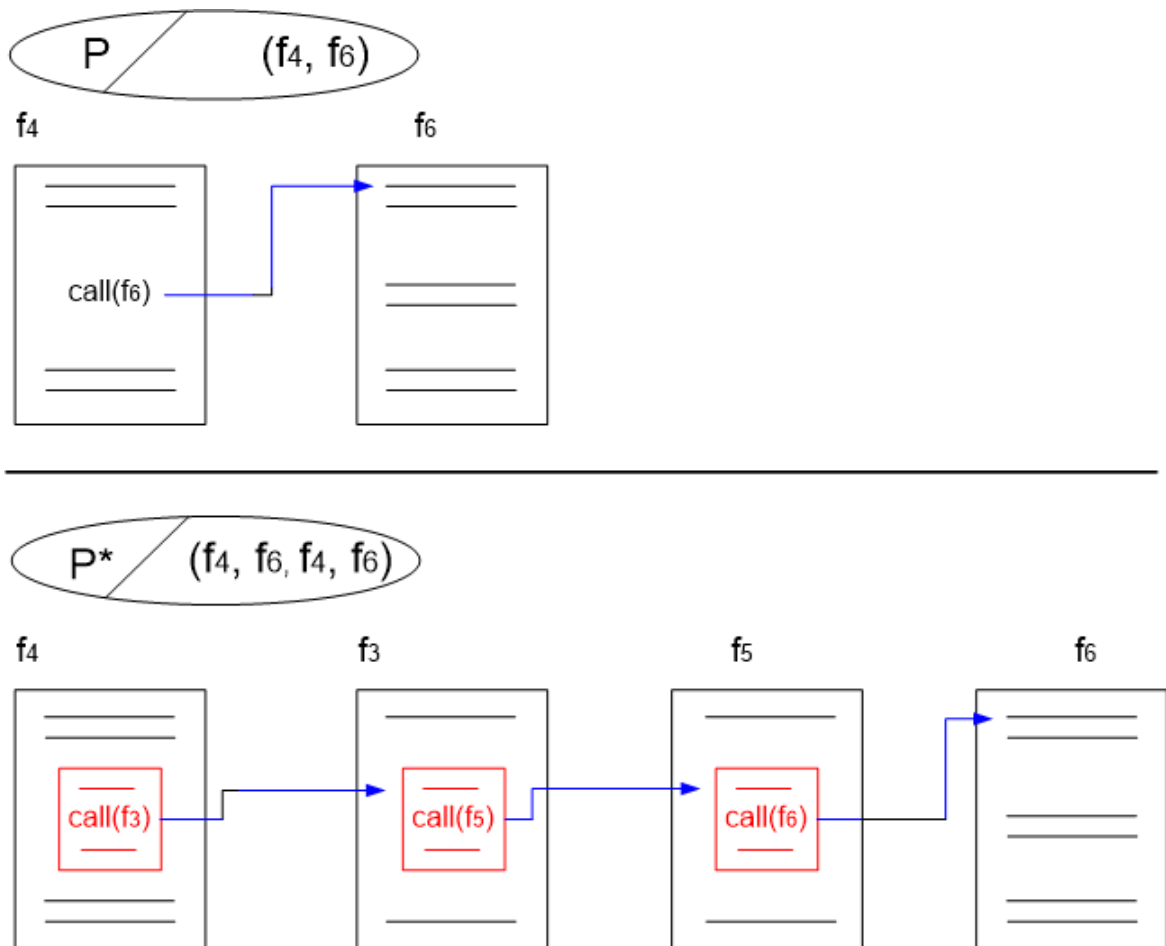 P (f4, f6)
f4 f6
call(f6)
P* (f4, f6, f4, f6)
f4 f3 f5 f6
call(f3) call(f5) call(f6)